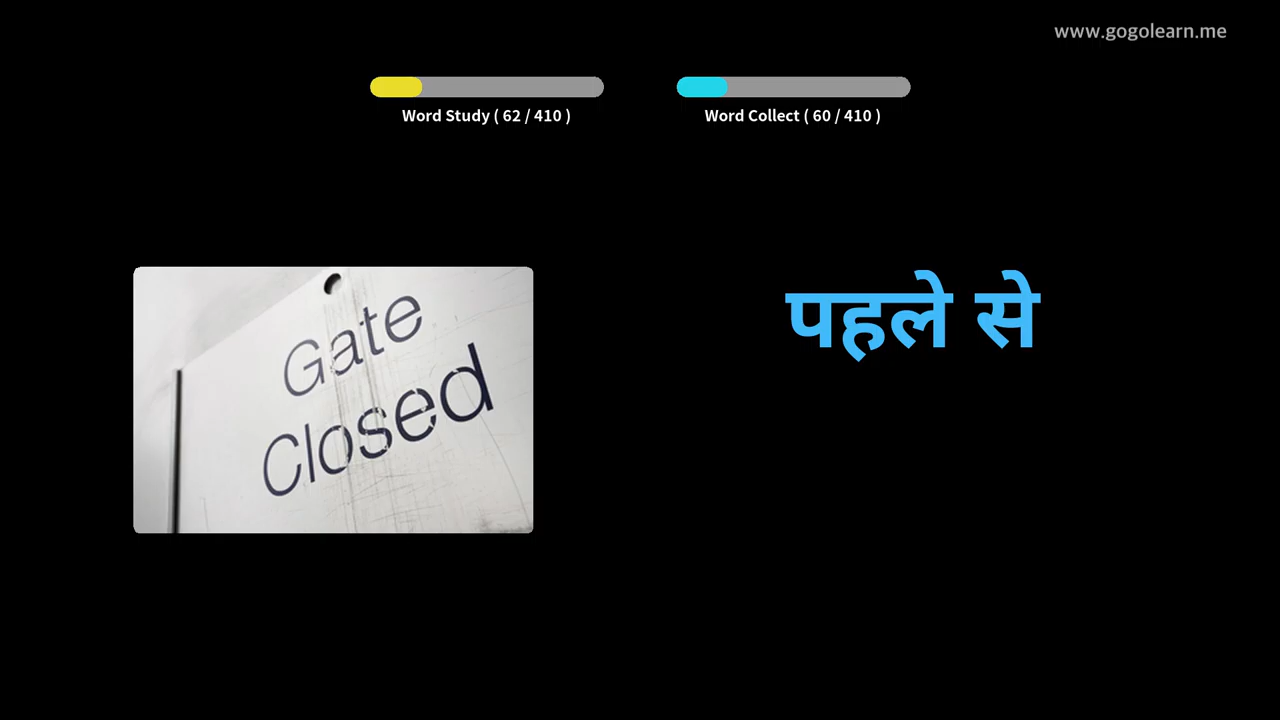 www.gogolearn.me
Word Study ( 62 / 410 )
Word Collect ( 60 / 410 )
Gate
Closed
पहले से